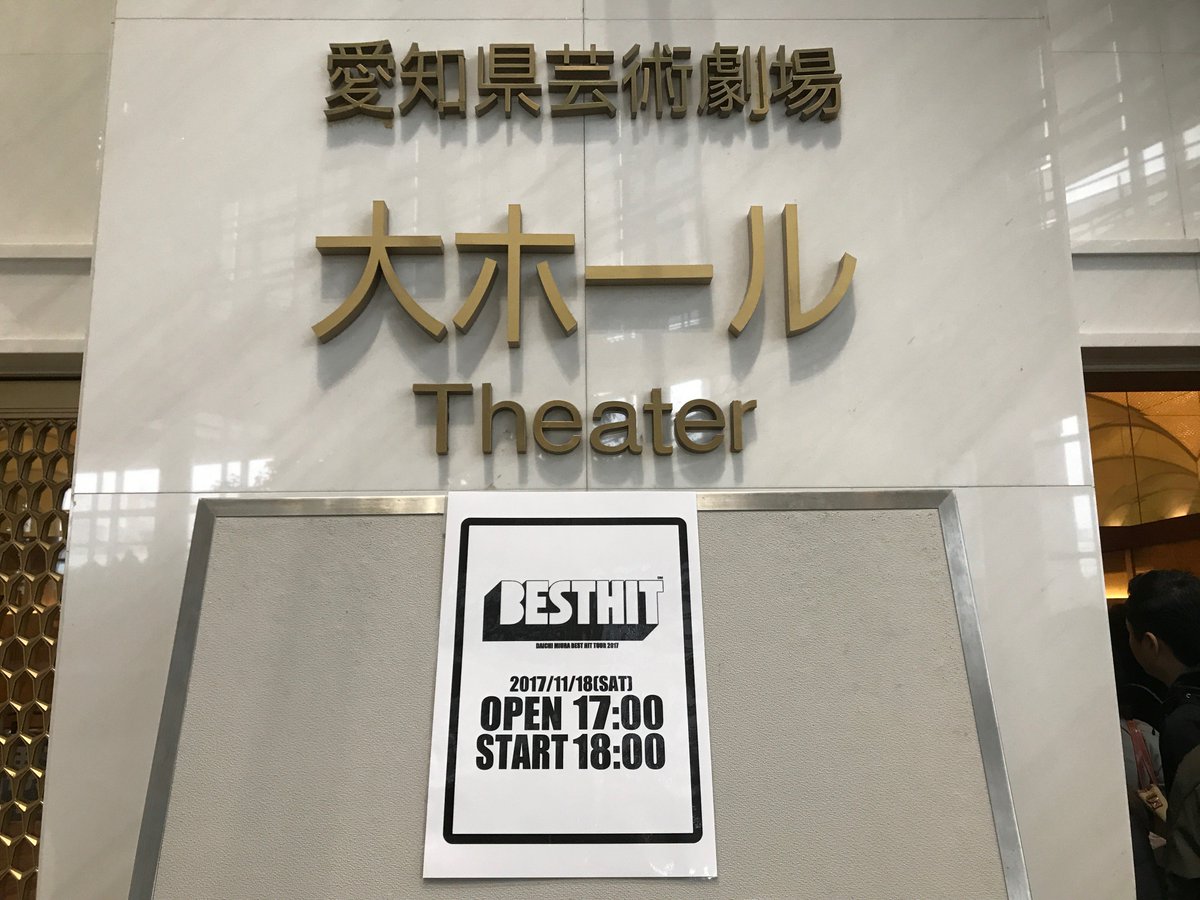 愛知県芸術劇場
大ホール
Theater
BESTHIT™
DAICHI MIURA BEST HIT TOUR 2017
2017/11/18(SAT)
OPEN 17:00
START 18:00